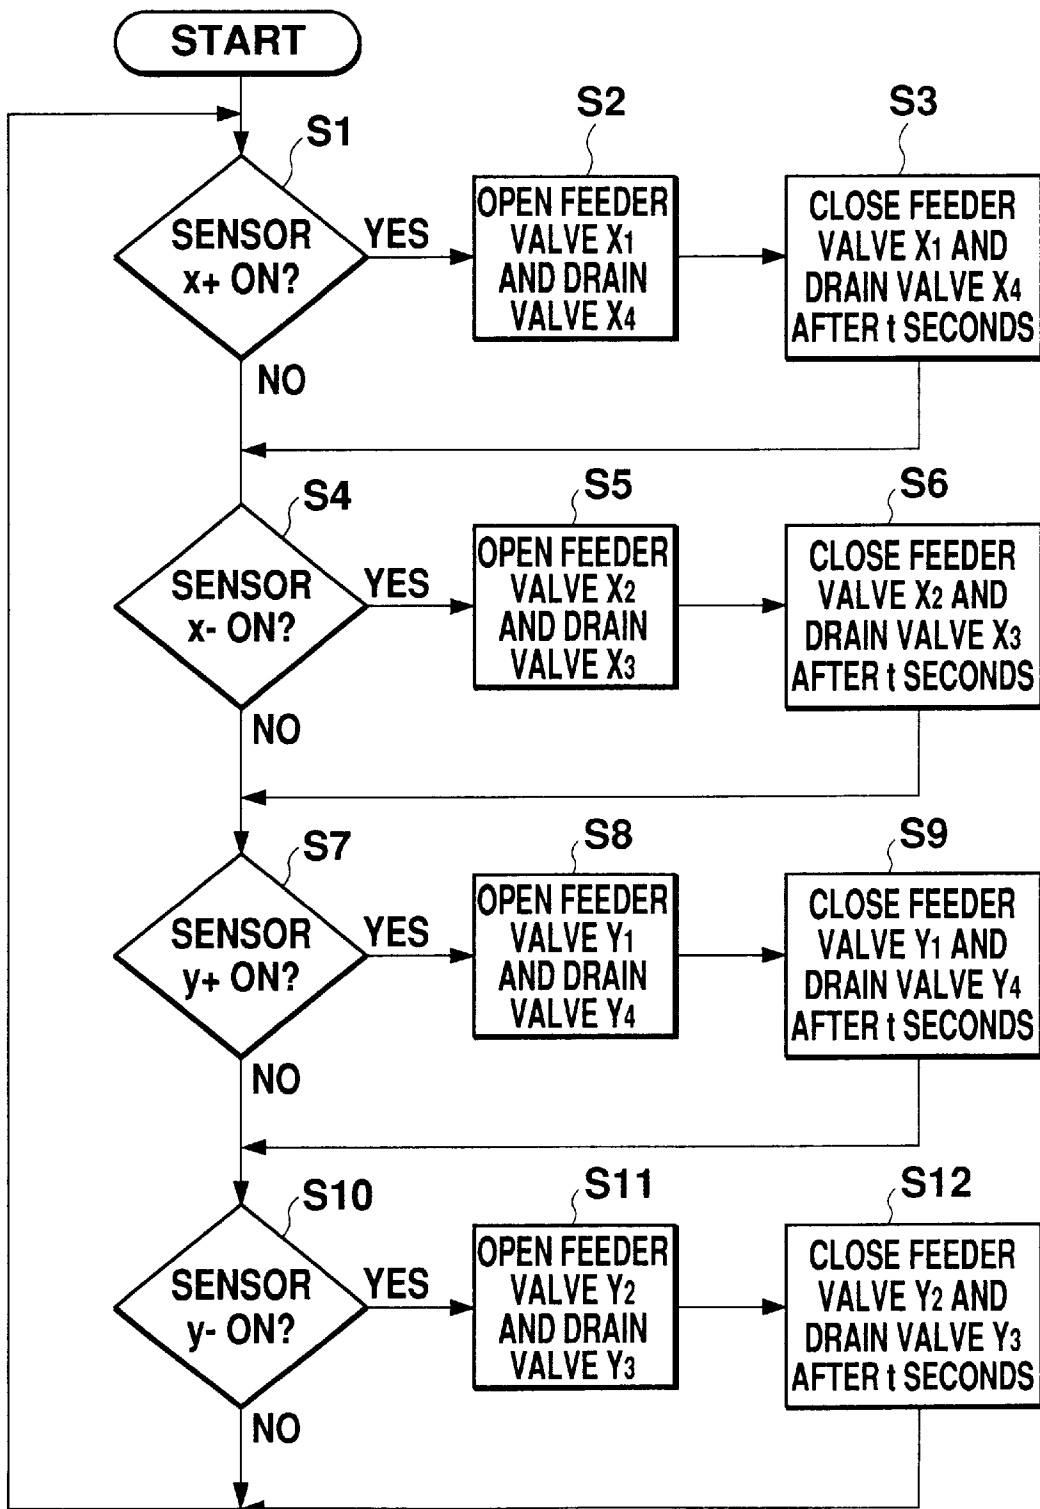 START
S1
SENSOR
x+ ON?
YES
NO
S2
OPEN FEEDER
VALVE X1
AND DRAIN
VALVE X4
S3
CLOSE FEEDER
VALVE X1 AND
DRAIN VALVE X4
AFTER t SECONDS
S4
SENSOR
x- ON?
YES
NO
S5
OPEN FEEDER
VALVE X2
AND DRAIN
VALVE X3
S6
CLOSE FEEDER
VALVE X2 AND
DRAIN VALVE X3
AFTER t SECONDS
S7
SENSOR
y+ ON?
YES
NO
S8
OPEN FEEDER
VALVE Y1
AND DRAIN
VALVE Y4
S9
CLOSE FEEDER
VALVE Y1 AND
DRAIN VALVE Y4
AFTER t SECONDS
S10
SENSOR
y- ON?
YES
NO
S11
OPEN FEEDER
VALVE Y2
AND DRAIN
VALVE Y3
S12
CLOSE FEEDER
VALVE Y2 AND
DRAIN VALVE Y3
AFTER t SECONDS